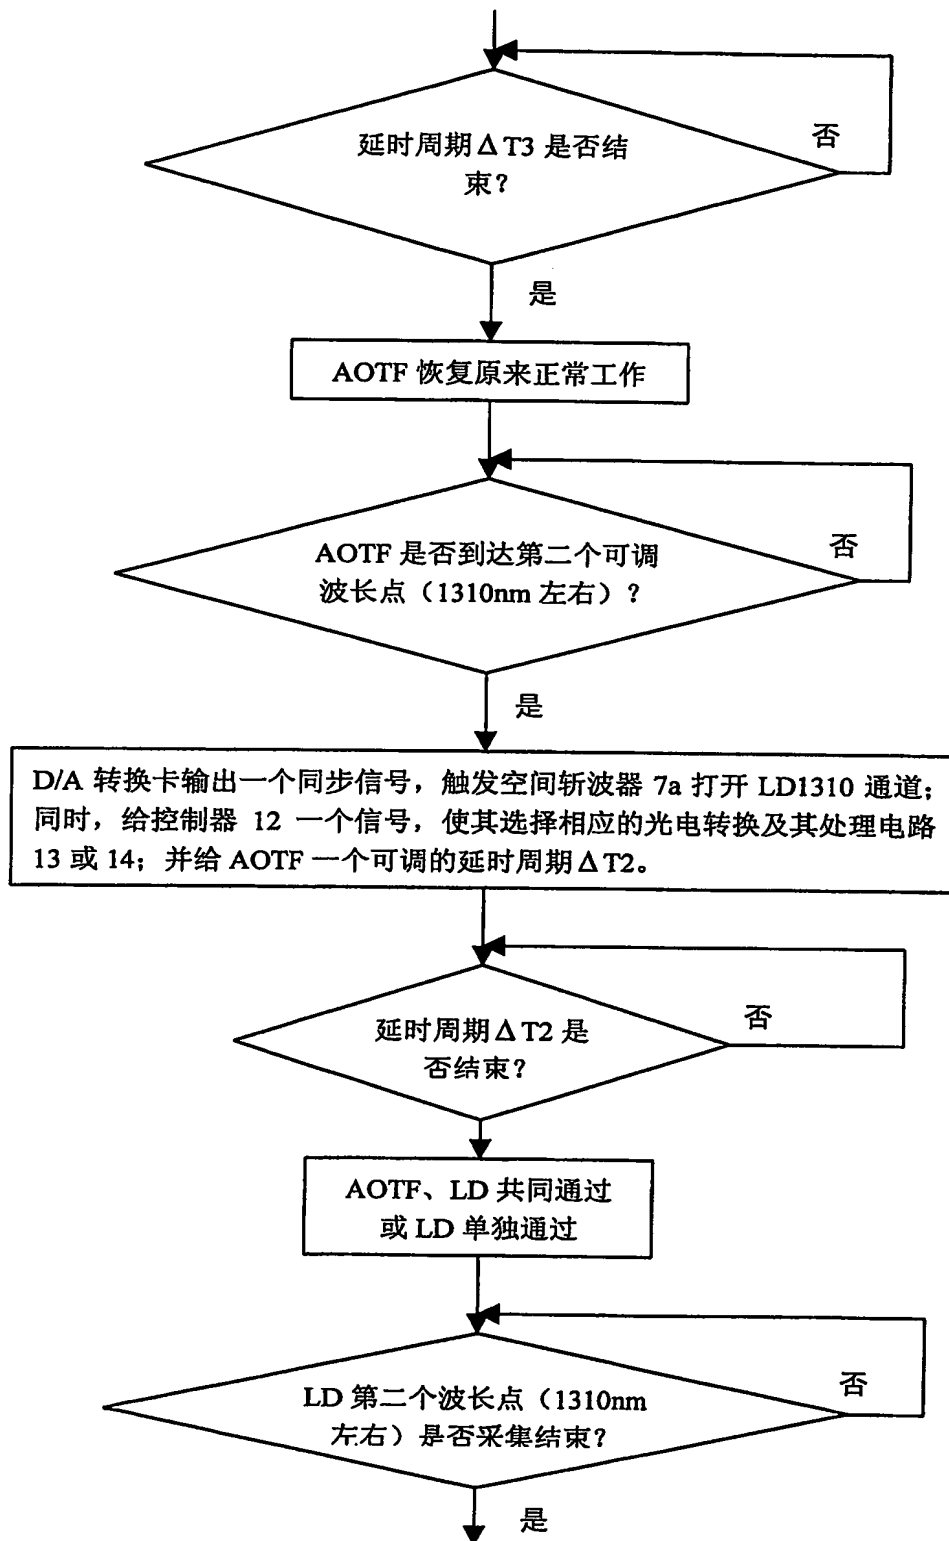 延时周期ΔT3 是否结
束？
否
是
AOTF 恢复原来正常工作
AOTF 是否到达第二个可调
波长点（1310nm 左右）？
否
是
D/A 转换卡输出一个同步信号，触发空间斩波器 7a 打开 LD1310 通道；
同时，给控制器 12 一个信号，使其选择相应的光电转换及其处理电路
13 或 14；并给 AOTF 一个可调的延时周期ΔT2。
延时周期ΔT2 是
否结束？
否
AOTF、LD 共同通过
或 LD 单独通过
LD 第二个波长点（1310nm
左右）是否采集结束？
否
是